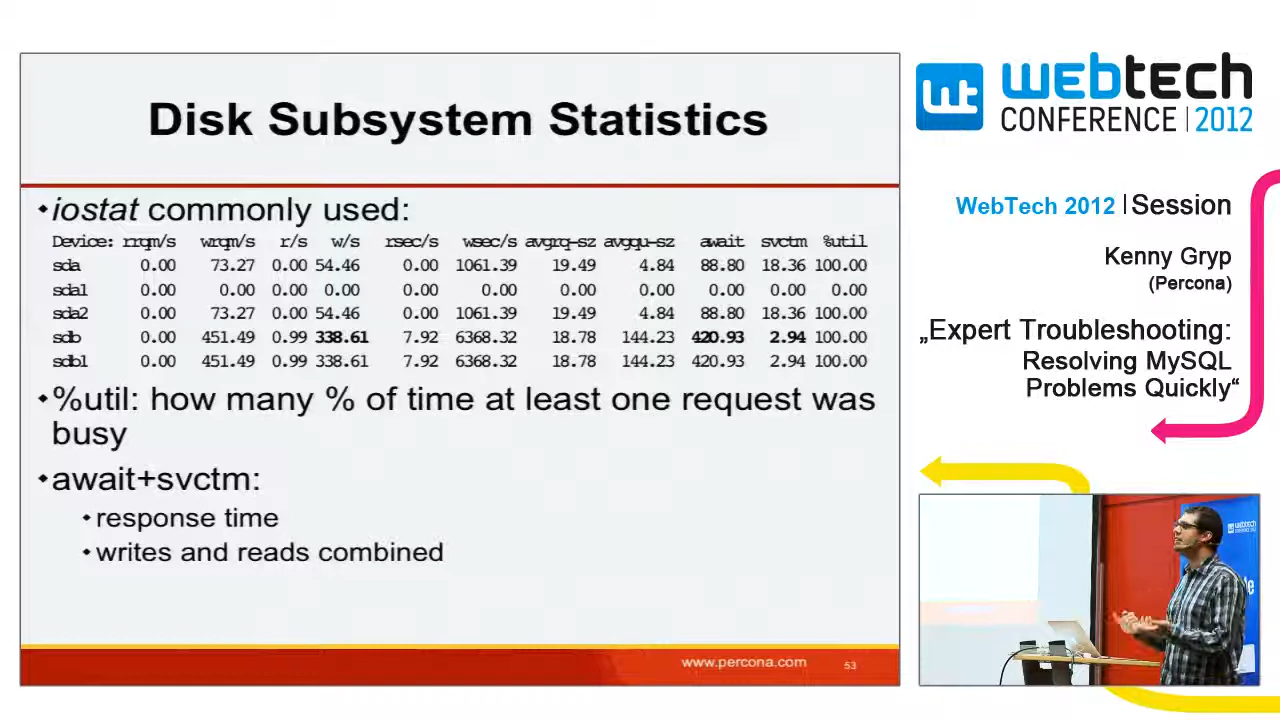 Disk Subsystem Statistics
iostat commonly used:
Device: rrqm/s wrqm/s r/s w/s rsec/s wsec/s avgrq-sz avgqu-sz await svctm %util
sda 0.00 73.27 0.00 54.46 0.00 1061.39 19.49 4.84 88.80 18.36 100.00
sda1 0.00 0.00 0.00 0.00 0.00 0.00 0.00 0.00 0.00 0.00 0.00
sda2 0.00 73.27 0.00 54.46 0.00 1061.39 19.49 4.84 88.80 18.36 100.00
sdb 0.00 451.49 0.99 338.61 7.92 6368.32 18.78 144.23 420.93 2.94 100.00
sdb1 0.00 451.49 0.99 338.61 7.92 6368.32 18.78 144.23 420.93 2.94 100.00
%util: how many % of time at least one request was
busy
await+svctm:
response time
writes and reads combined
www.percona.com 53
wt webtech
CONFERENCE | 2012
WebTech 2012 | Session
Kenny Gryp
(Percona)
„Expert Troubleshooting:
Resolving MySQL
Problems Quickly“
webtech
CONFERENCE 2012